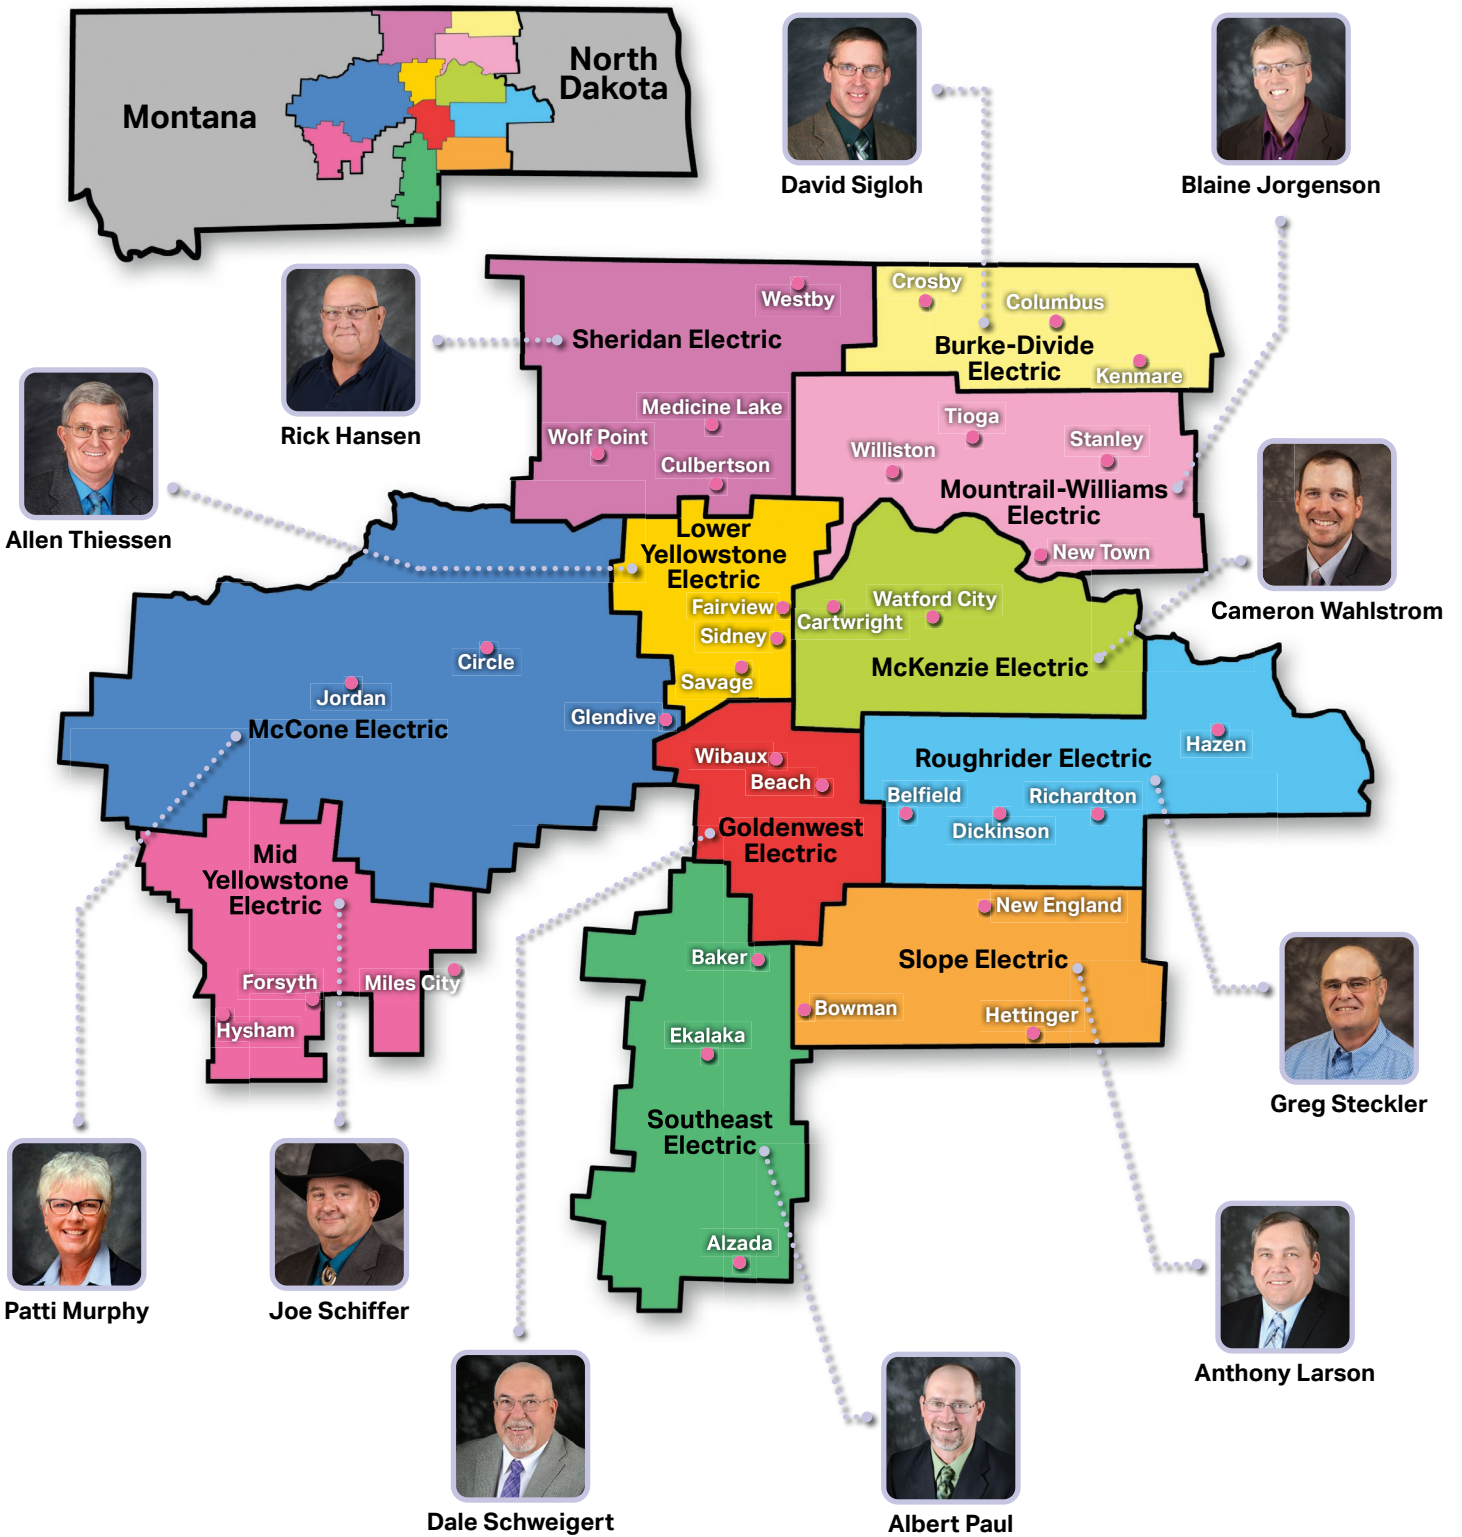 North
Dakota
Montana
David Sigloh
Blaine Jorgenson
Rick Hansen
Allen Thiessen
Cameron Wahlstrom
Westby
Sheridan Electric
Medicine Lake
Wolf Point
Culbertson
Crosby
Columbus
Burke-Divide
Electric
Kenmare
Tioga
Stanley
Williston
Mountrail-Williams
Electric
New Town
Lower
Yellowstone
Electric
Fairview
Sidney
Savage
Cartwright
Watford City
McKenzie Electric
Circle
Jordan
McCone Electric
Glendive
Wibaux
Beach
Goldenwest
Electric
Roughrider Electric
Hazen
Belfield
Richardton
Dickinson
Mid
Yellowstone
Electric
Forsyth
Miles City
Hysham
New England
Slope Electric
Bowman
Hettinger
Baker
Ekalaka
Southeast
Electric
Alzada
Greg Steckler
Patti Murphy
Joe Schiffer
Anthony Larson
Dale Schweigert
Albert Paul